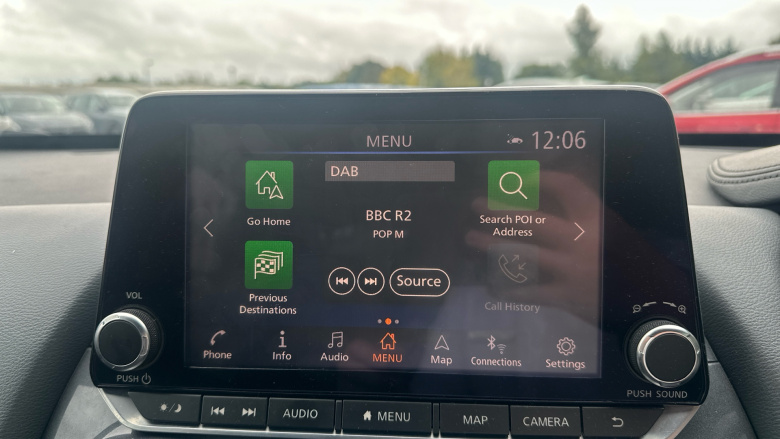 MENU
12:06
DAB
Go Home
BBC R2
POP M
Search POI or
Address
Previous
Destinations
Source
Call History
Phone
Info
Audio
MENU
Map
Connections
Settings
VOL
PUSH
PUSH SOUND
AUDIO
MENU
MAP
CAMERA